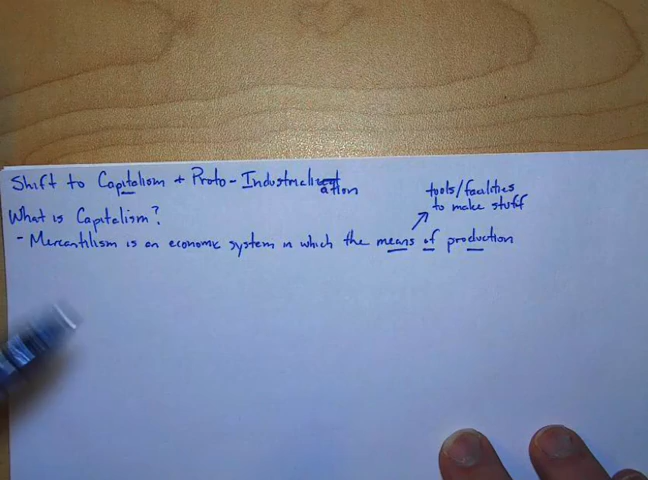 Shift to Capitalism + Proto-Industrialization
tools/facilities
to make stuff
What is Capitalism?
- Mercantilism is an economic system in which the means of production